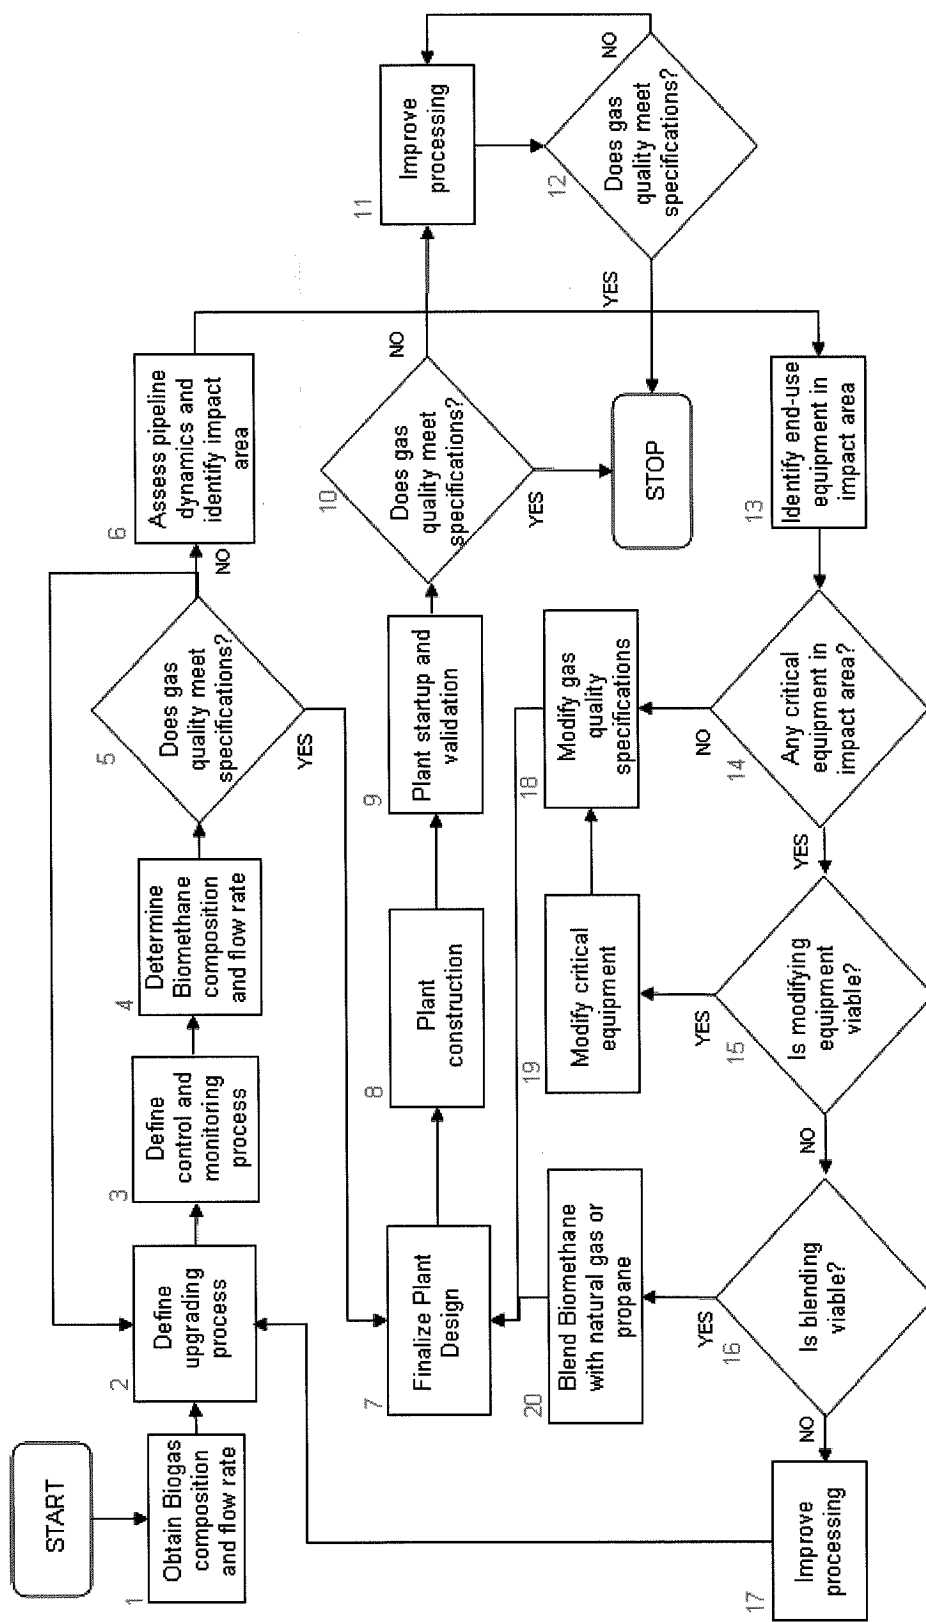 START
1
Obtain Biogas
composition
and flow rate
2
Define
upgrading
process
3
Define
control and
monitoring
process
4
Determine
Biomethane
composition
and flow rate
5
Does gas
quality meet
specifications?
NO
YES
6
Assess pipeline
dynamics and
identify impact
area
7
Finalize Plant
Design
8
Plant
construction
9
Plant startup and
validation
10
Does gas
quality meet
specifications?
NO
YES
11
Improve
processing
12
Does gas
quality meet
specifications?
NO
YES
STOP
13
Identify end-use
equipment in
impact area
14
Any critical
equipment in
impact area?
NO
YES
15
Is modifying
equipment
viable?
YES
NO
16
Is blending
viable?
YES
NO
17
Improve
processing
18
Modify gas
quality
specifications
19
Modify critical
equipment
20
Blend Biomethane
with natural gas or
propane